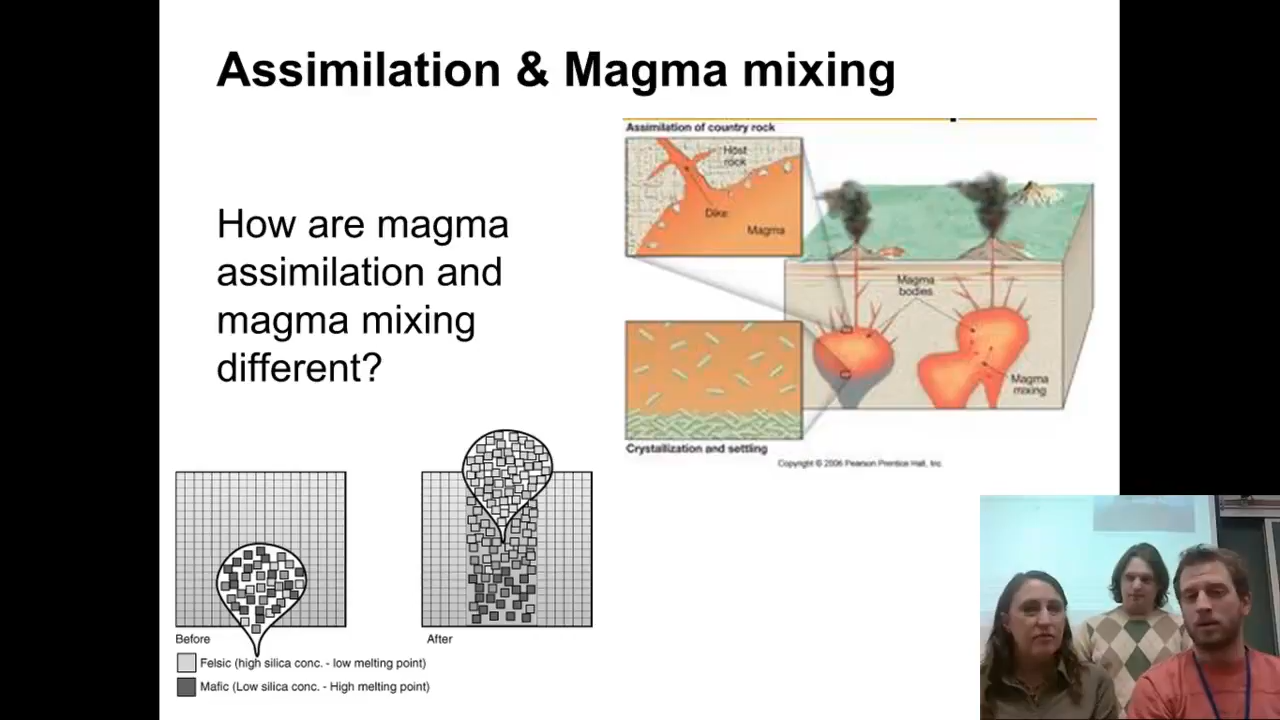 Assimilation & Magma mixing
How are magma
assimilation and
magma mixing
different?
Assimilation of country rock
Host
rock
Dike
Magma
Magma
bodies
Magma
mixing
Crystallization and settling
Copyright © 2006 Pearson Prentice Hall, Inc.
Before
After
Felsic (high silica conc. - low melting point)
Mafic (Low silica conc. - High melting point)